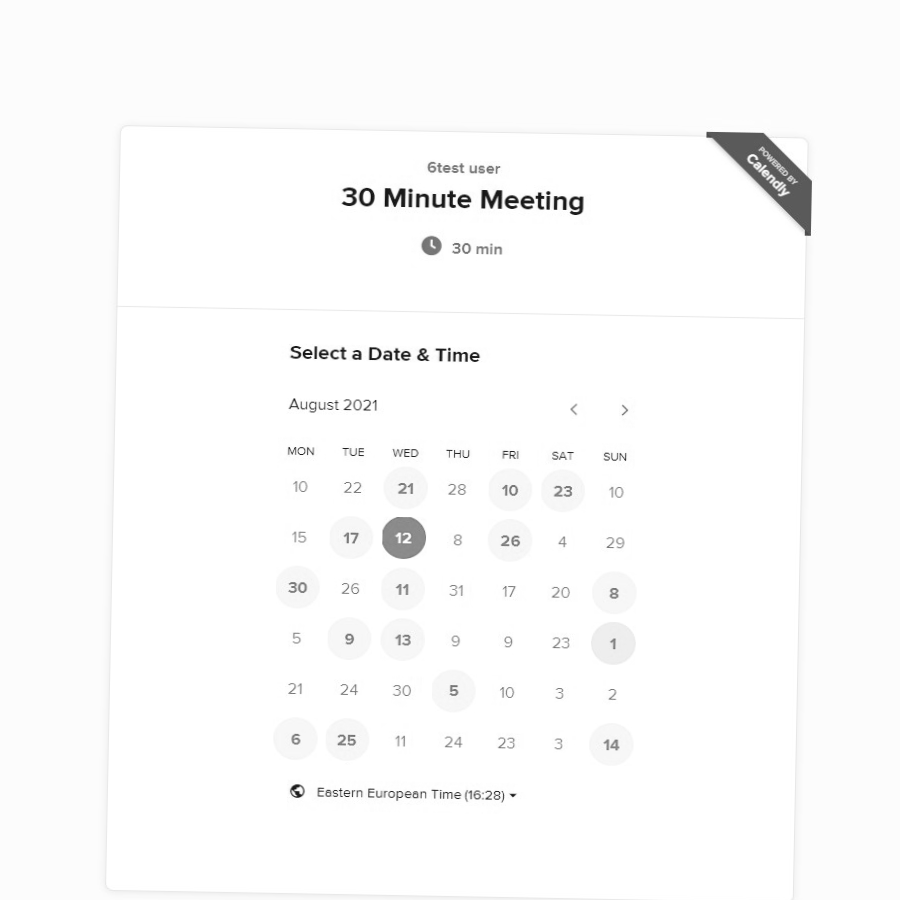 6test user
30 Minute Meeting
30 min
POWERED BY
Calendly
Select a Date & Time
August 2021
MON TUE WED THU FRI SAT SUN
10 22 21 28 10 23 10
15 17 12 8 26 4 29
30 26 11 31 17 20 8
5 9 13 9 9 23 1
21 24 30 5 10 3 2
6 25 11 24 23 3 14
Eastern European Time (16:28)